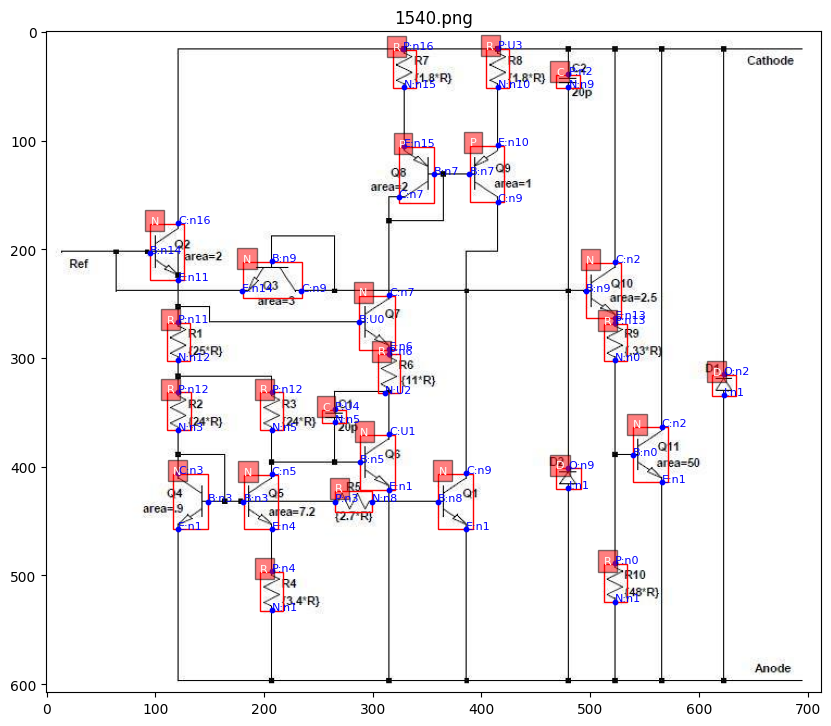 1540.png
0
100
200
300
400
500
600
0
100
200
300
400
500
600
700
Cathode
Anode
Ref
R P:n16
R7
{1.8*R}
N:n15
R P:U3
R8
{1.8*R}
N:n10
C2
C
N:n9
20p
P E:n15
Q8
area=2
B:n7
C:n7
P E:n10
Q9
area=1
B:n7
C:n9
N C:n16
Q2
area=2
B:n14
E:n11
N B:n9
Q3
area=3
E:n14
C:n9
N C:n7
Q7
B:U0
E:n6
N C:n2
Q10
area=2.5
B:n9
E:n13
R P:n13
R9
{.33*R}
N:n0
R P:n11
R1
{25*R}
N:n12
R
R6
{11*R}
N:U2
D1
D O:n2
I:n1
R P:n12
R2
{24*R}
N:n3
R P:n12
R3
{24*R}
N:n5
C1
C P:U4
N:n5
20p
N C:U1
Q6
B:n5
E:n1
N C:n2
Q11
area=50
B:n0
E:n1
D2
D O:n9
I:n1
N C:n3
Q4
area=.9
B:n3
E:n1
N C:n5
Q5
area=7.2
B:n3
E:n4
R R5
P:n3
N:n8
{2.7*R}
N C:n9
Q1
B:n8
E:n1
R P:n4
R4
{3.4*R}
N:n1
R P:n0
R10
{48*R}
N:n1